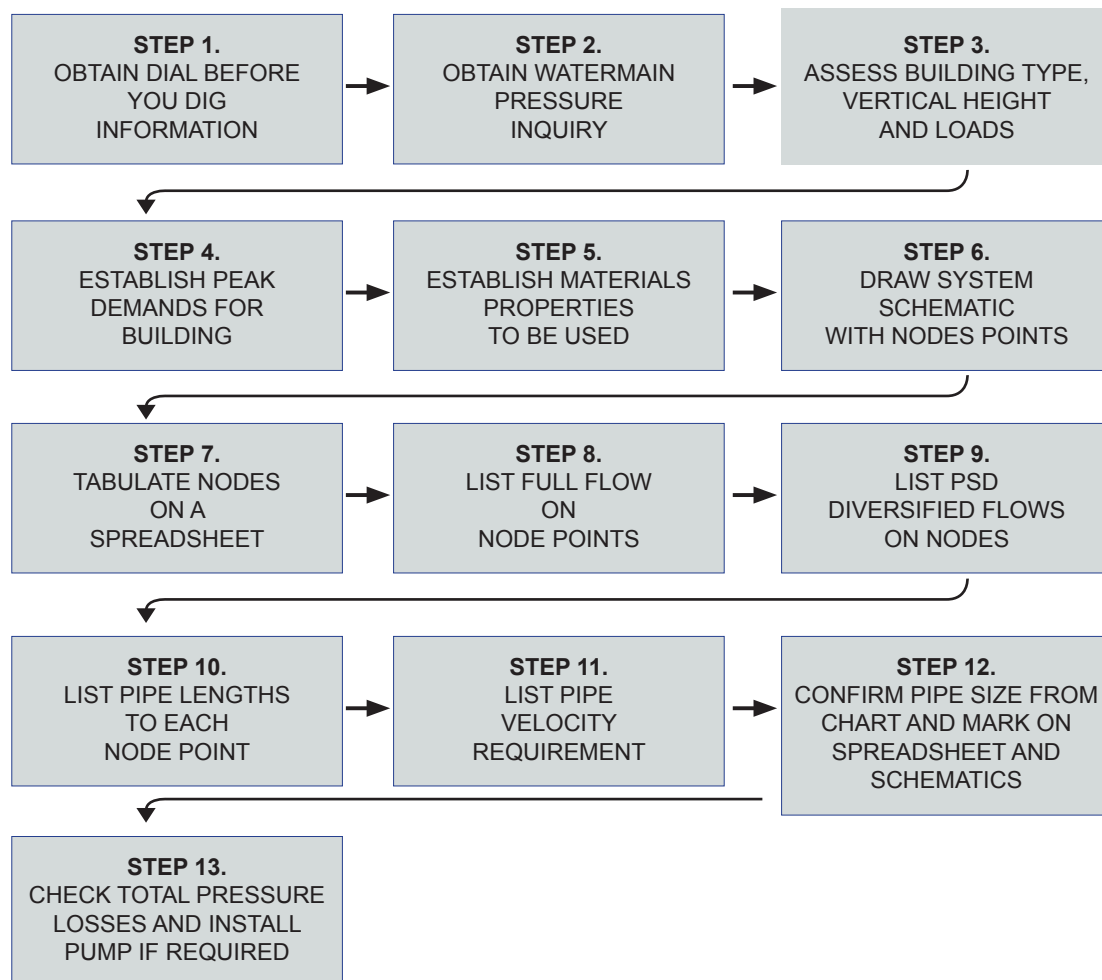 STEP 1.
OBTAIN DIAL BEFORE
YOU DIG
INFORMATION
STEP 2.
OBTAIN WATERMAIN
PRESSURE
INQUIRY
STEP 3.
ASSESS BUILDING TYPE,
VERTICAL HEIGHT
AND LOADS
STEP 4.
ESTABLISH PEAK
DEMANDS FOR
BUILDING
STEP 5.
ESTABLISH MATERIALS
PROPERTIES
TO BE USED
STEP 6.
DRAW SYSTEM
SCHEMATIC
WITH NODES POINTS
STEP 7.
TABULATE NODES
ON A
SPREADSHEET
STEP 8.
LIST FULL FLOW
ON
NODE POINTS
STEP 9.
LIST PSD
DIVERSIFIED FLOWS
ON NODES
STEP 10.
LIST PIPE LENGTHS
TO EACH
NODE POINT
STEP 11.
LIST PIPE
VELOCITY
REQUIREMENT
STEP 12.
CONFIRM PIPE SIZE FROM
CHART AND MARK ON
SPREADSHEET AND
SCHEMATICS
STEP 13.
CHECK TOTAL PRESSURE
LOSSES AND INSTALL
PUMP IF REQUIRED